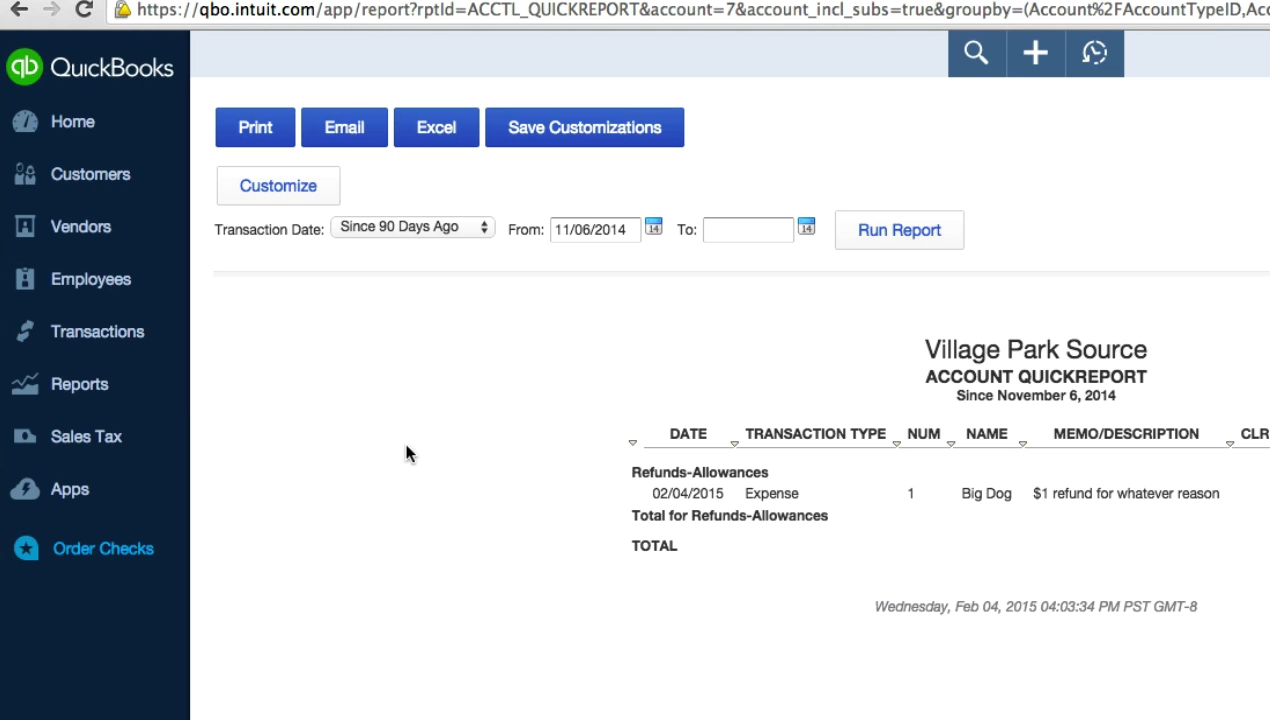 https://qbo.intuit.com/app/report?rptId=ACCTL_QUICKREPORT&account=7&account_incl_subs=true&groupby=(Account%2FAccountTypeID,Acc
qb QuickBooks
Home
Customers
Vendors
Employees
Transactions
Reports
Sales Tax
Apps
Order Checks
Print Email Excel Save Customizations
Customize
Transaction Date: Since 90 Days Ago From: 11/06/2014 14 To: 14 Run Report
Village Park Source
ACCOUNT QUICKREPORT
Since November 6, 2014
DATE TRANSACTION TYPE NUM NAME MEMO/DESCRIPTION CLR
Refunds-Allowances
02/04/2015 Expense 1 Big Dog $1 refund for whatever reason
Total for Refunds-Allowances
TOTAL
Wednesday, Feb 04, 2015 04:03:34 PM PST GMT-8